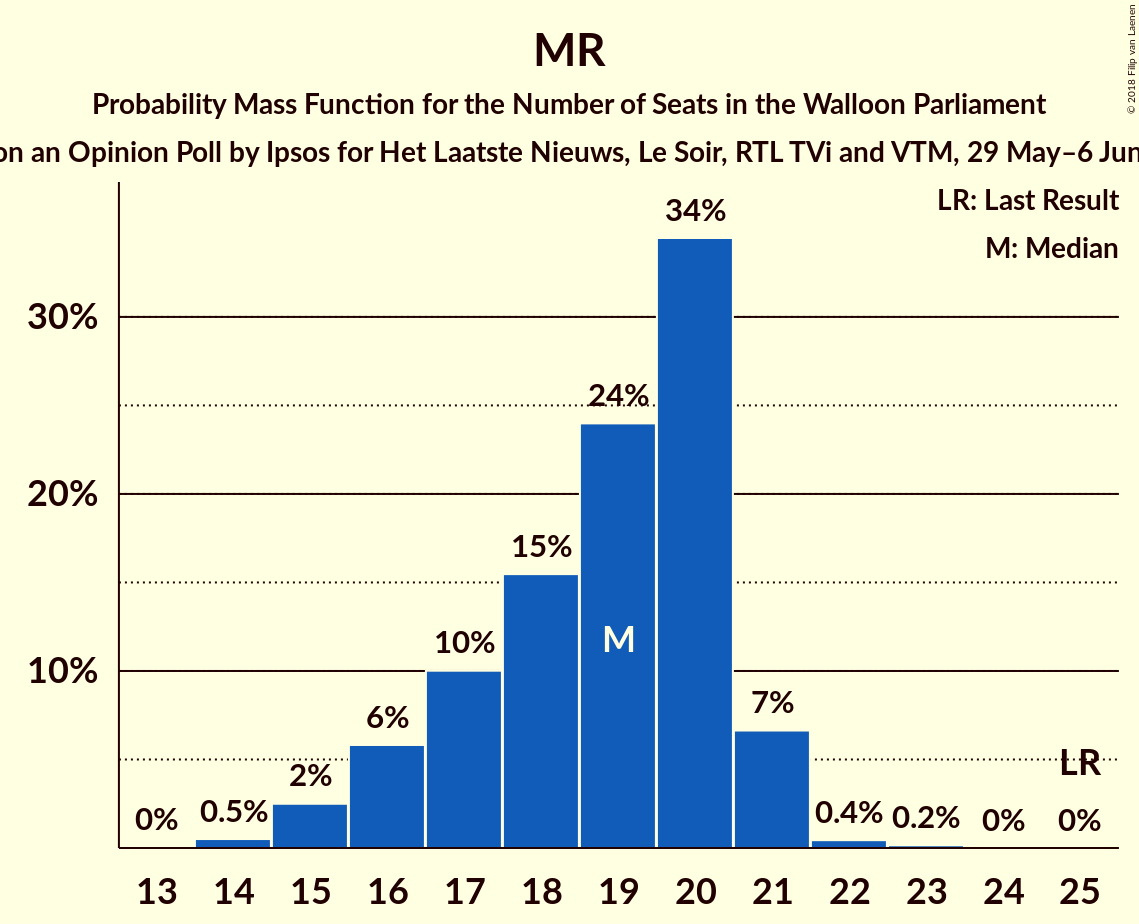 MR
Probability Mass Function for the Number of Seats in the Walloon Parliament
on an Opinion Poll by Ipsos for Het Laatste Nieuws, Le Soir, RTL TVi and VTM, 29 May–6 Jun
© 2018 Filip van Laenen
LR: Last Result
M: Median
34%
30%
24%
20%
15%
M
10%
10%
7%
6%
LR
2%
0% 0.5% 0.4% 0.2% 0% 0%
13 14 15 16 17 18 19 20 21 22 23 24 25